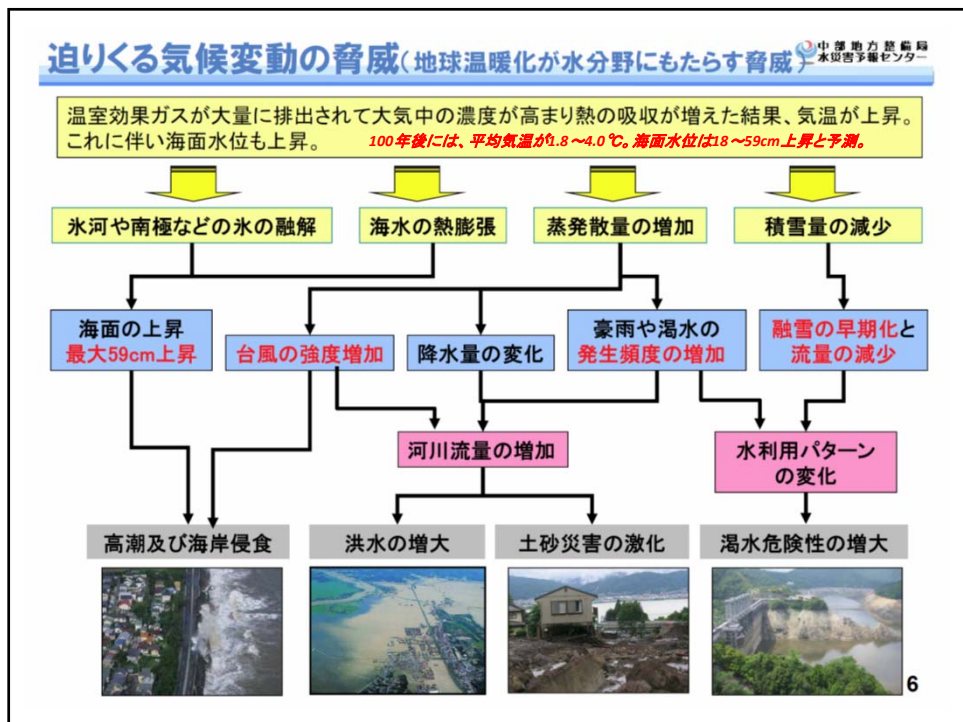 迫りくる気候変動の脅威(地球温暖化が水分野にもたらす脅威)
中部地方整備局
水災害予報センター
温室効果ガスが大量に排出されて大気中の濃度が高まり熱の吸収が増えた結果、気温が上昇。
これに伴い海面水位も上昇。 100年後には、平均気温が1.8~4.0℃。海面水位は18~59cm上昇と予測。
氷河や南極などの氷の融解
海水の熱膨張
蒸発散量の増加
積雪量の減少
海面の上昇
最大59cm上昇
台風の強度増加
降水量の変化
豪雨や渇水の
発生頻度の増加
融雪の早期化と
流量の減少
河川流量の増加
水利用パターン
の変化
高潮及び海岸侵食
洪水の増大
土砂災害の激化
渇水危険性の増大
6